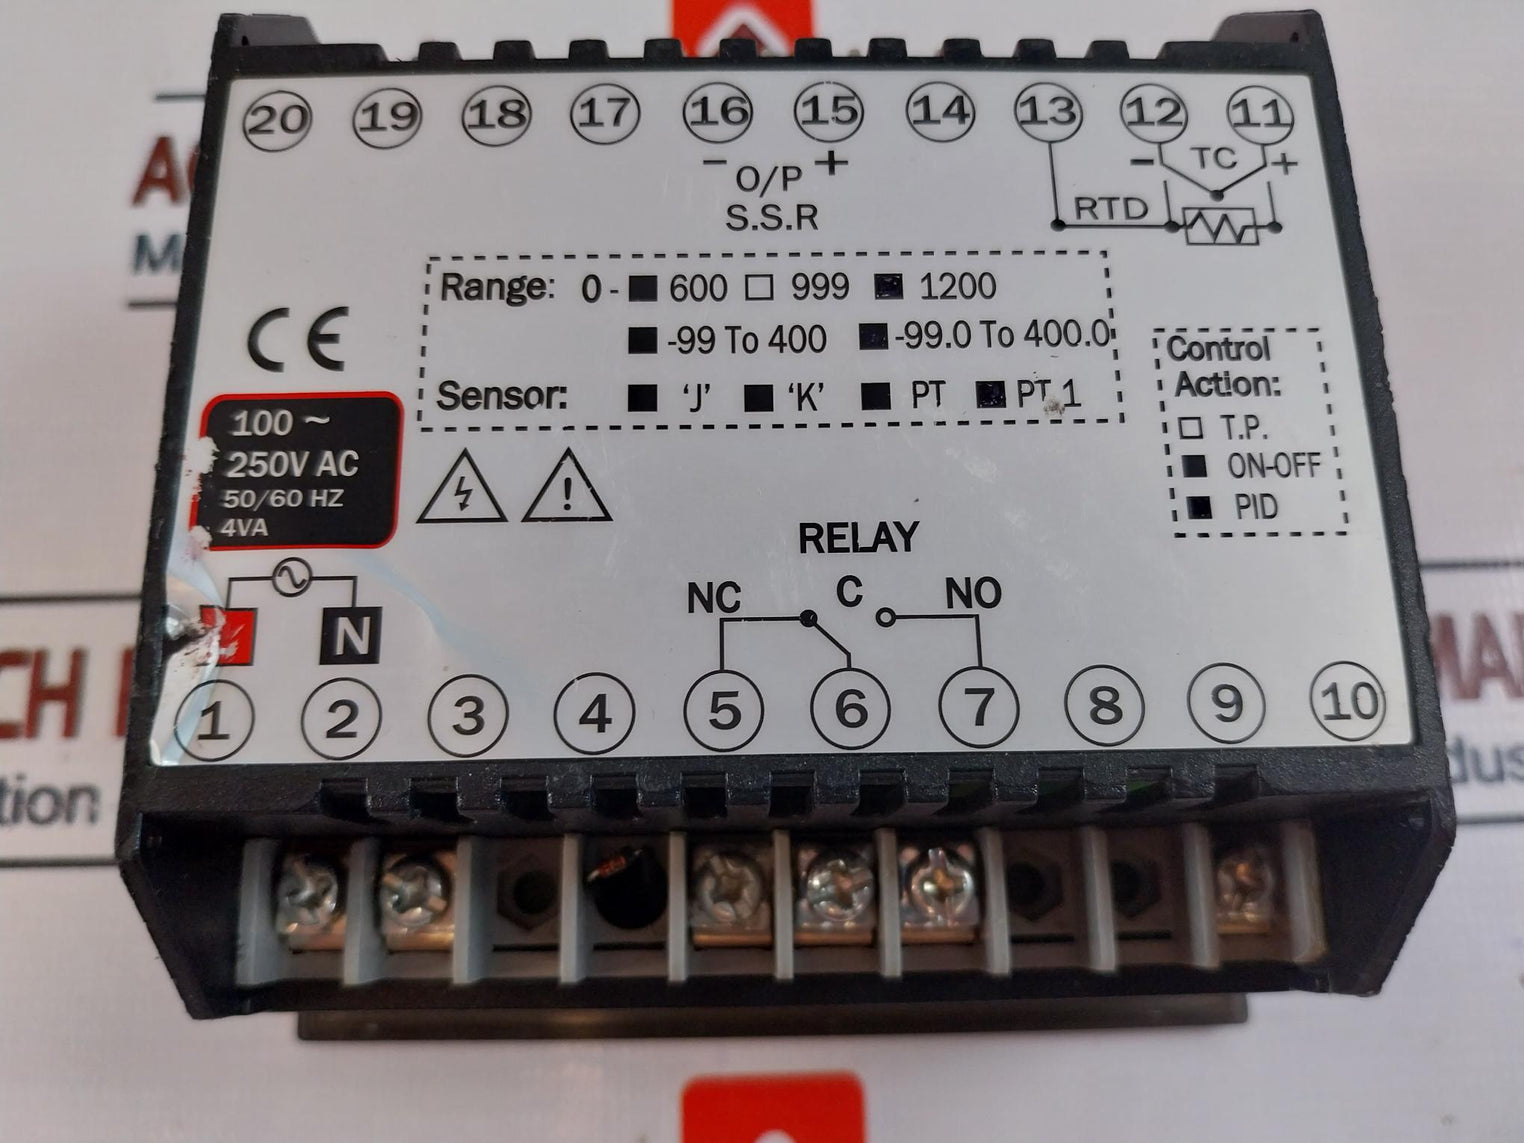 20 19 18 17 16 15 14 13 12 11
- O/P +
S.S.R
- TC +
RTD
Range: 0 - ■ 600 □ 999 ■ 1200
■ -99 To 400 ■ -99.0 To 400.0
Sensor: ■ 'J' ■ 'K' ■ PT ■ PT 1
CE
Control
Action:
□ T.P.
■ ON-OFF
■ PID
100 ~
250V AC
50/60 HZ
4VA
N
RELAY
NC C NO
1 2 3 4 5 6 7 8 9 10